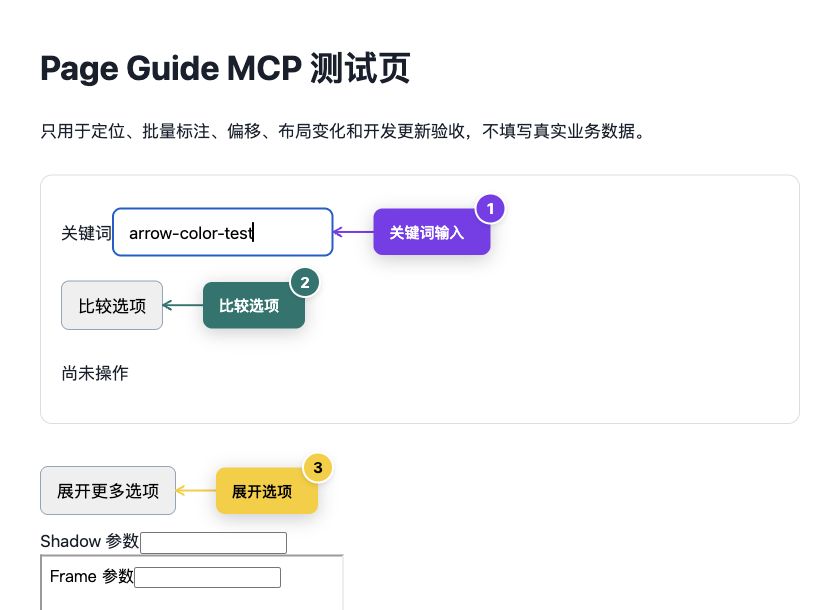 Page Guide MCP 测试页
只用于定位、批量标注、偏移、布局变化和开发更新验收，不填写真实业务数据。
关键词 arrow-color-test 关键词输入 1
比较选项 比较选项 2
尚未操作
展开更多选项 展开选项 3
Shadow 参数
Frame 参数